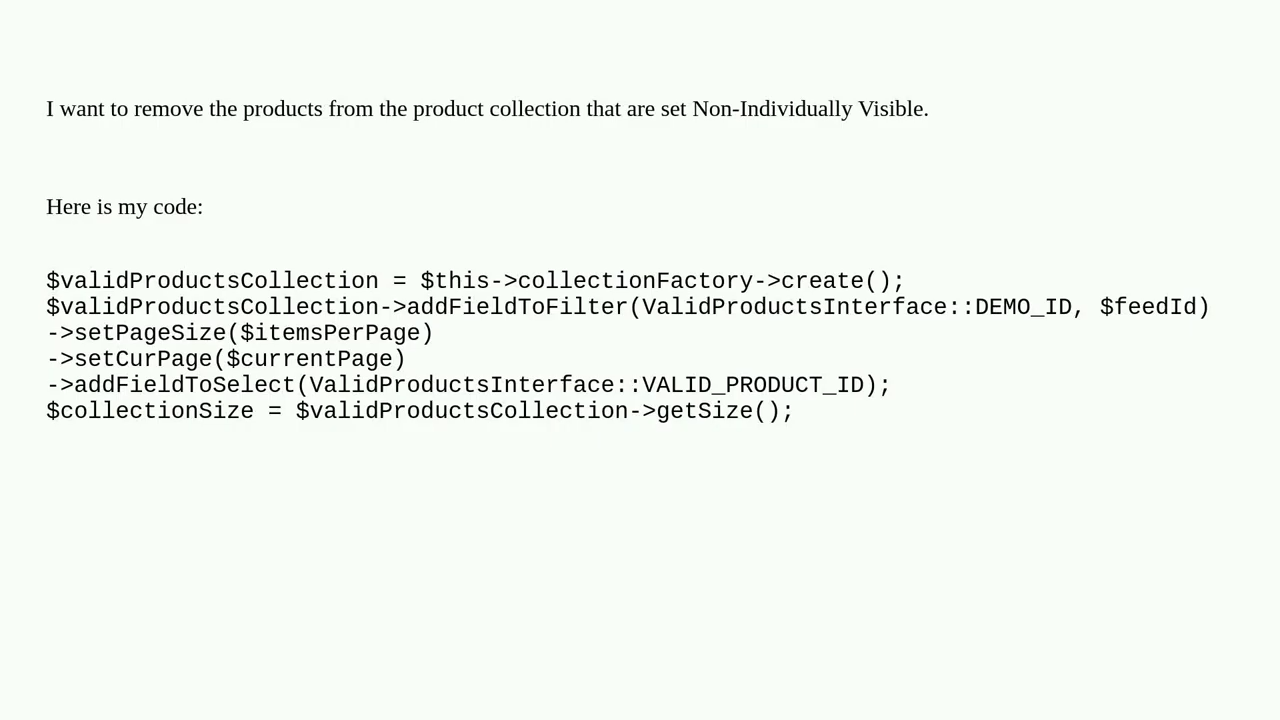 I want to remove the products from the product collection that are set Non-Individually Visible.
Here is my code:
$validProductsCollection = $this->collectionFactory->create();
$validProductsCollection->addFieldToFilter(ValidProductsInterface::DEMO_ID, $feedId)
->setPageSize($itemsPerPage)
->setCurPage($currentPage)
->addFieldToSelect(ValidProductsInterface::VALID_PRODUCT_ID);
$collectionSize = $validProductsCollection->getSize();